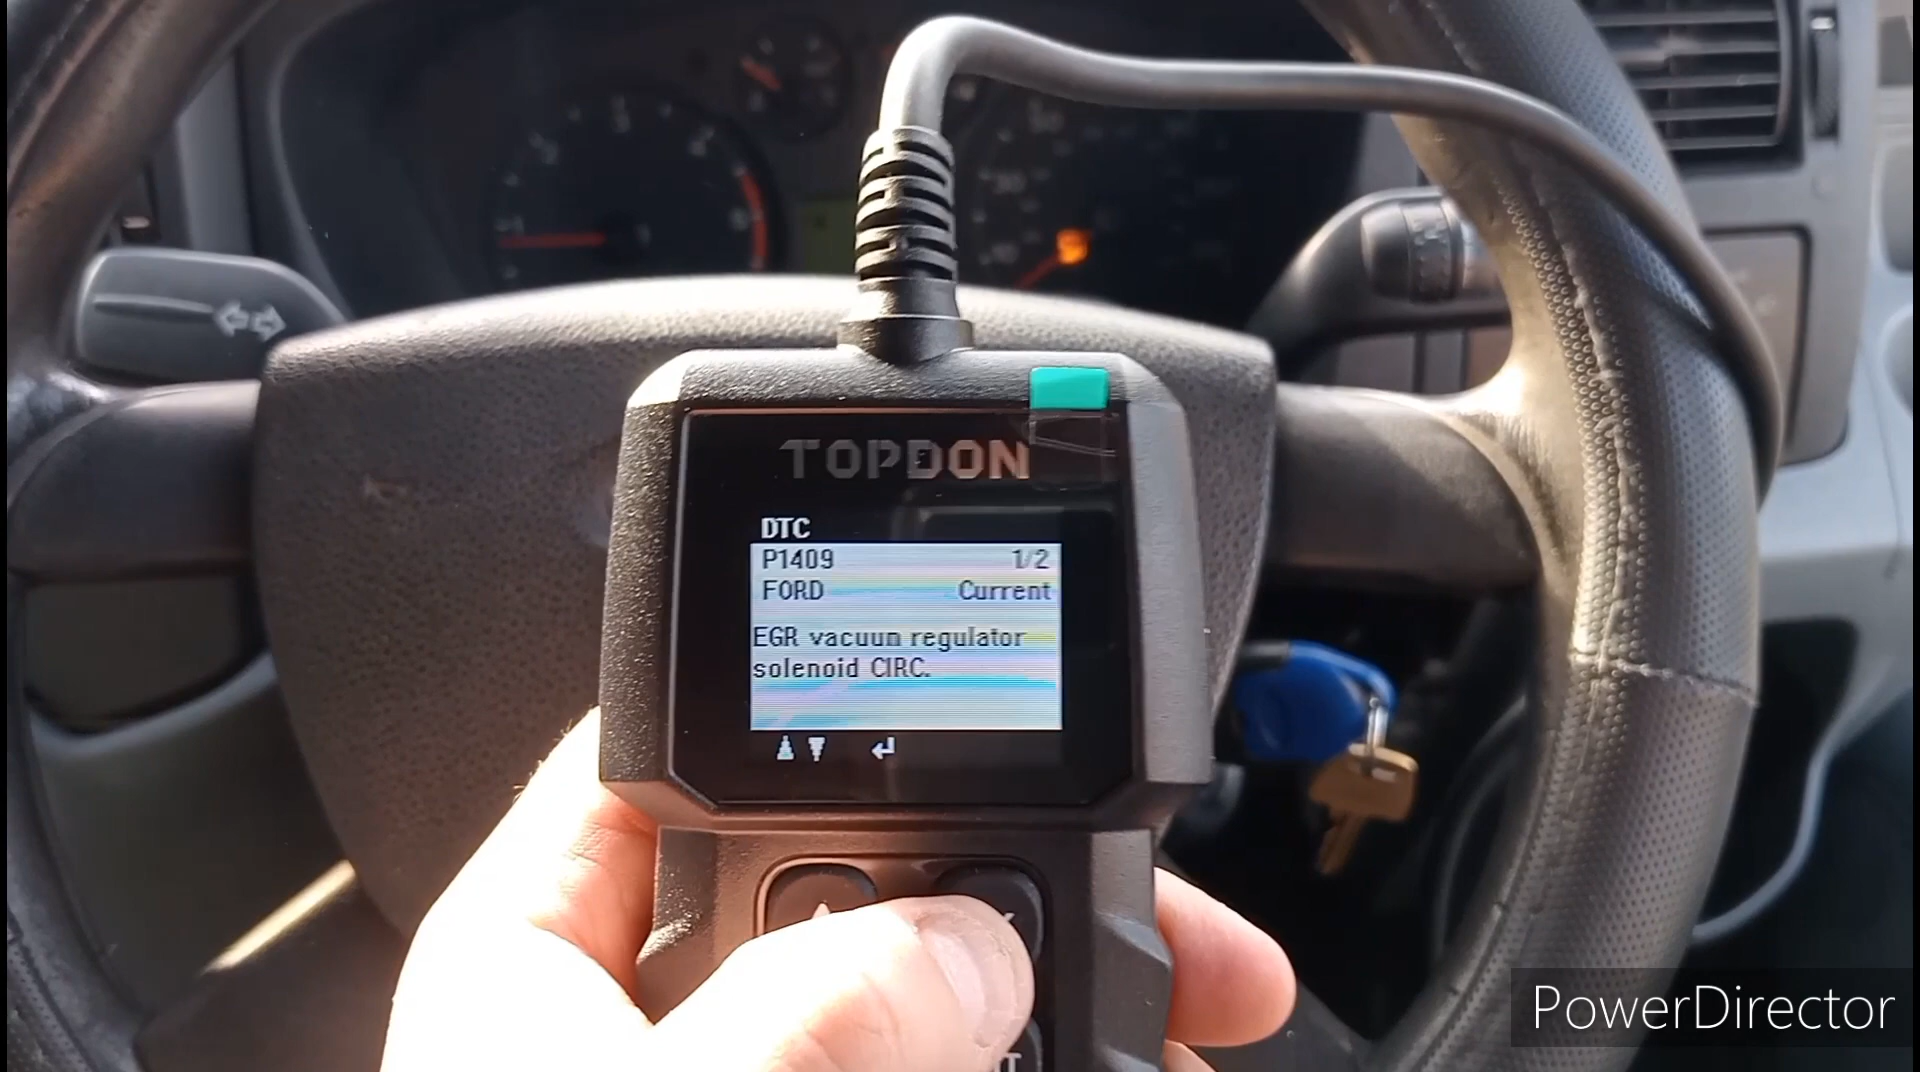 TOPDON
DTC
P1409 1/2
FORD Current
EGR vacuun regulator
solenoid CIRC.
PowerDirector